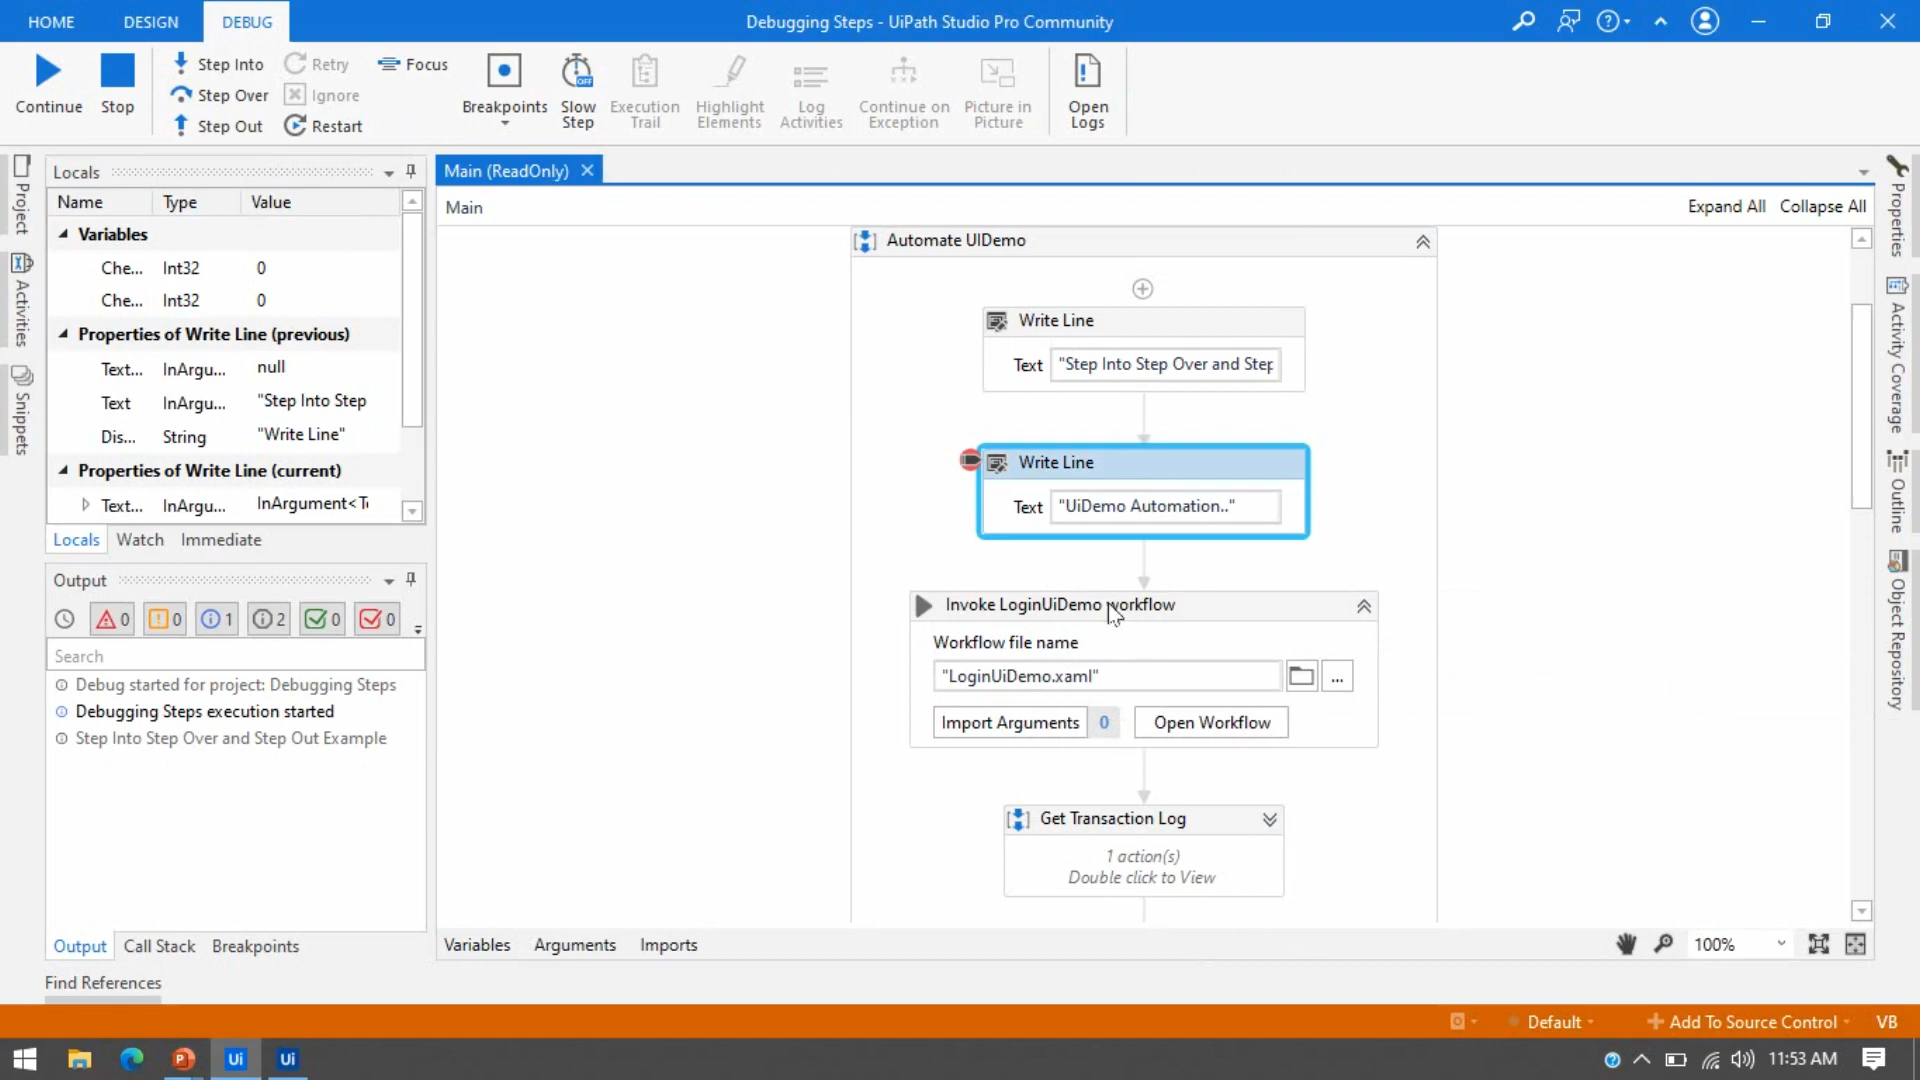 HOME DESIGN DEBUG Debugging Steps - UiPath Studio Pro Community
Continue Stop
Step Into Retry Focus
Step Over Ignore
Step Out Restart
Breakpoints
Slow Step
Execution Trail
Highlight Elements
Log Activities
Continue on Exception
Picture in Picture
Open Logs
Project
Activities
Snippets
Locals
Name Type Value
Variables
Che... Int32 0
Che... Int32 0
Properties of Write Line (previous)
Text... InArgu... null
Text InArgu... "Step Into Step
Dis... String "Write Line"
Properties of Write Line (current)
Text... InArgu... InArgument<Te
Locals Watch Immediate
Output
0 0 1 2 0 0
Search
Debug started for project: Debugging Steps
Debugging Steps execution started
Step Into Step Over and Step Out Example
Output Call Stack Breakpoints
Find References
Main (ReadOnly)
Main Expand All Collapse All
Automate UIDemo
Write Line
Text "Step Into Step Over and Step
Write Line
Text "UiDemo Automation.."
Invoke LoginUiDemo workflow
Workflow file name
"LoginUiDemo.xaml" ...
Import Arguments 0 Open Workflow
Get Transaction Log
1 action(s)
Double click to View
Variables Arguments Imports 100%
Properties
Activity Coverage
Outline
Object Repository
Default Add To Source Control VB
Ui Ui 11:53 AM